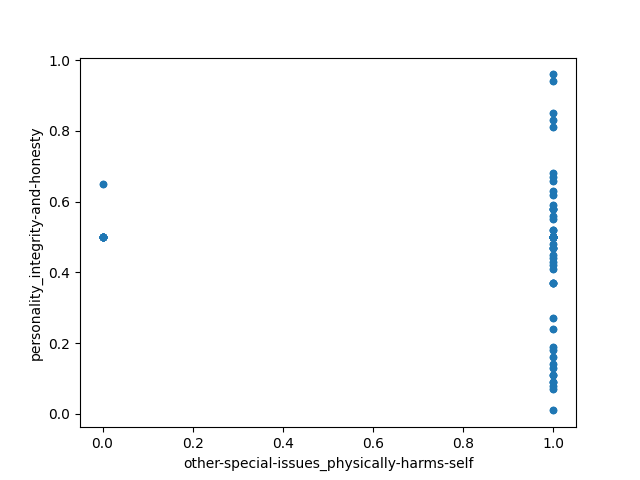 1.0
0.8
0.6
0.4
0.2
0.0
personality_integrity-and-honesty
0.0 0.2 0.4 0.6 0.8 1.0
other-special-issues_physically-harms-self